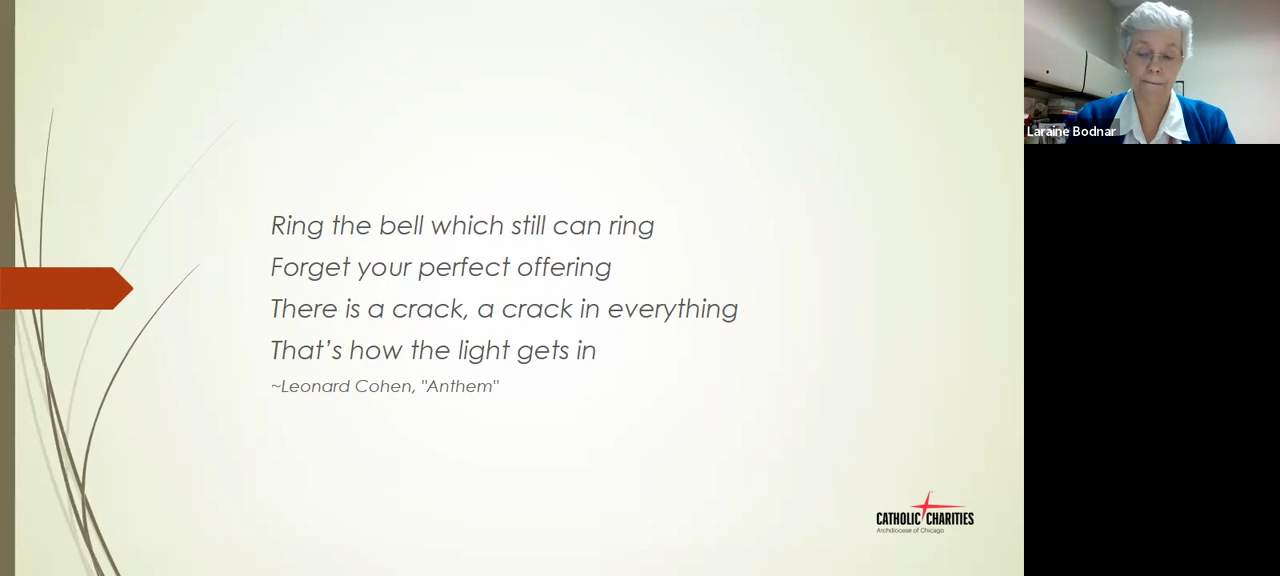 Ring the bell which still can ring
Forget your perfect offering
There is a crack, a crack in everything
That's how the light gets in
~Leonard Cohen, "Anthem"
CATHOLIC CHARITIES
Archdiocese of Chicago
Laraine Bodnar